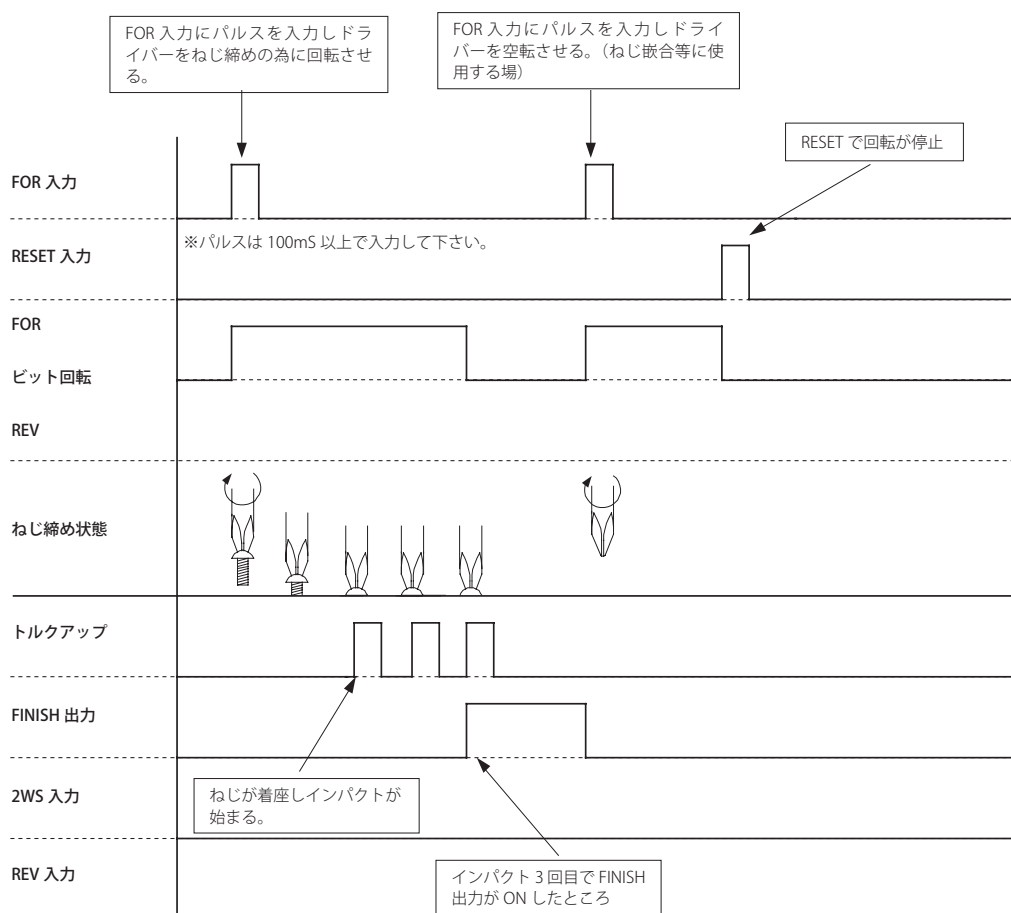 FOR 入力にパルスを入力しドラ
イバーをねじ締めの為に回転させ
る。
FOR 入力にパルスを入力しドライ
バーを空転させる。（ねじ嵌合等に使
用する場）
RESET で回転が停止
FOR 入力
※パルスは 100mS 以上で入力して下さい。
RESET 入力
FOR
ビット回転
REV
ねじ締め状態
トルクアップ
FINISH 出力
2WS 入力
ねじが着座しインパクトが
始まる。
REV 入力
インパクト 3 回目で FINISH
出力が ON したところ